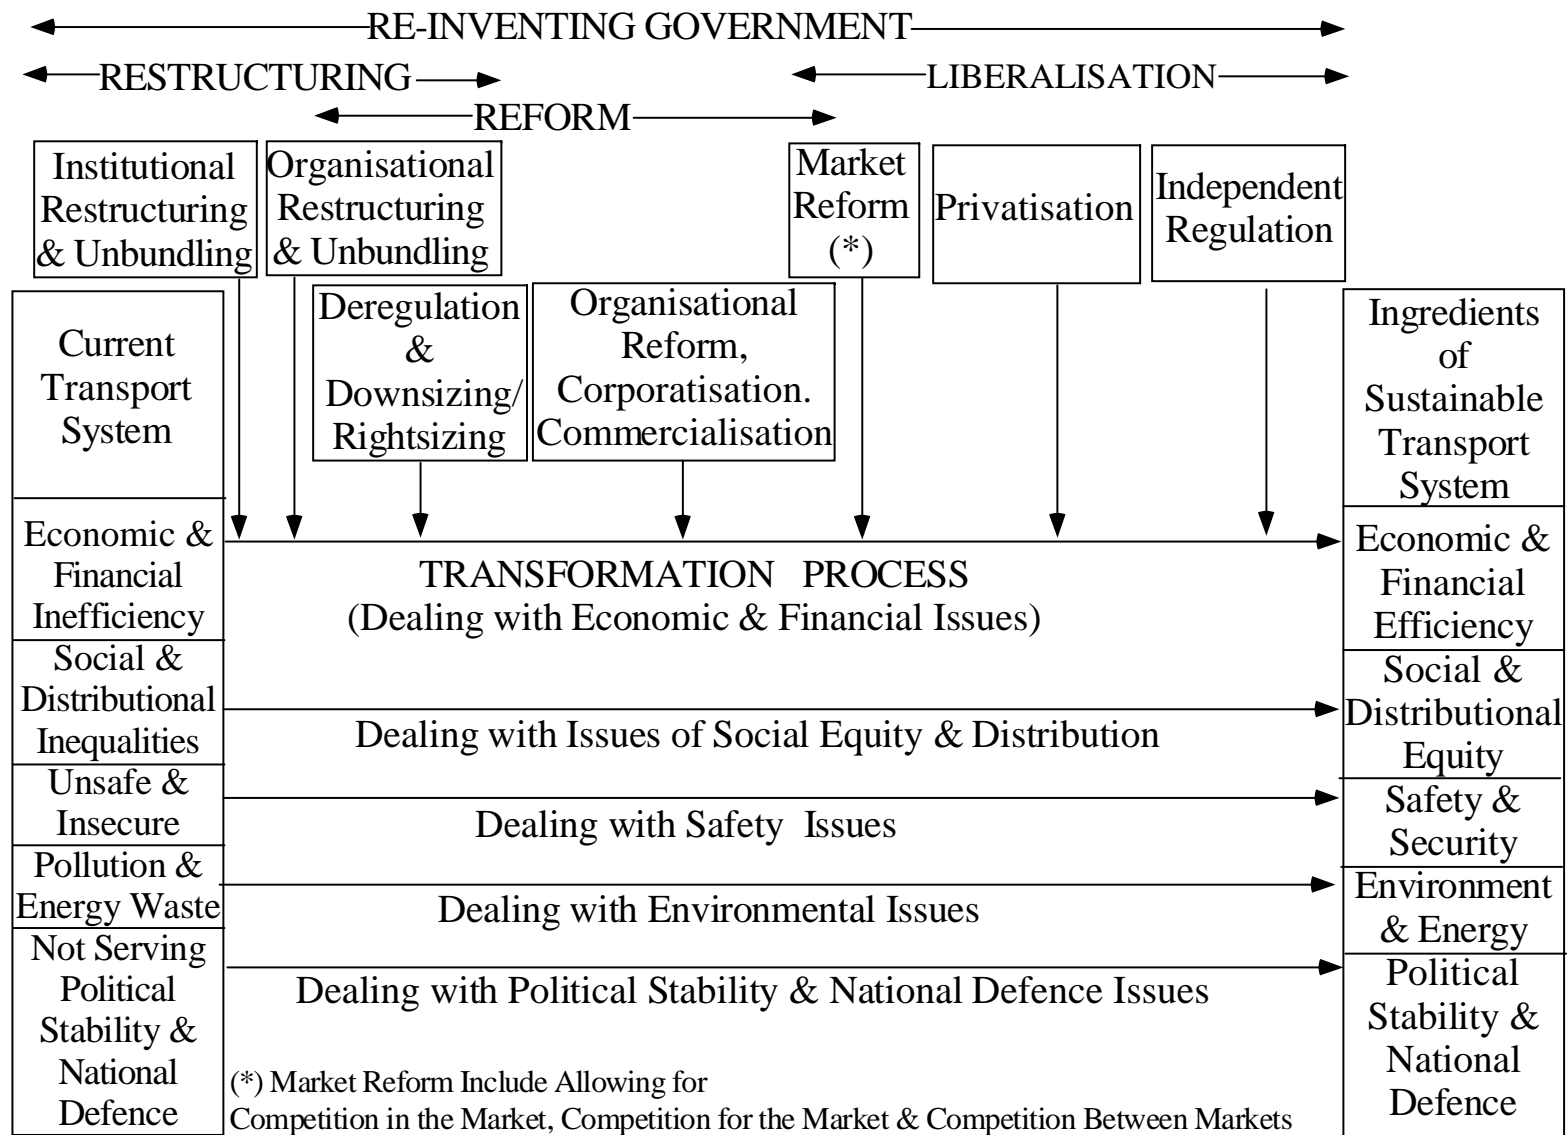 RE-INVENTING GOVERNMENT
RESTRUCTURING
LIBERALISATION
REFORM
Institutional
Restructuring
& Unbundling
Organisational
Restructuring
& Unbundling
Market
Reform
(*)
Privatisation
Independent
Regulation
Current
Transport
System
Deregulation
&
Downsizing/
Rightsizing
Organisational
Reform,
Corporatisation.
Commercialisation
Ingredients
of
Sustainable
Transport
System
Economic &
Financial
Inefficiency
TRANSFORMATION PROCESS
(Dealing with Economic & Financial Issues)
Economic &
Financial
Efficiency
Social &
Distributional
Inequalities
Dealing with Issues of Social Equity & Distribution
Social &
Distributional
Equity
Unsafe &
Insecure
Dealing with Safety Issues
Safety &
Security
Pollution &
Energy Waste
Dealing with Environmental Issues
Environment
& Energy
Not Serving
Political
Stability &
National
Defence
Dealing with Political Stability & National Defence Issues
Political
Stability &
National
Defence
(*) Market Reform Include Allowing for
Competition in the Market, Competition for the Market & Competition Between Markets